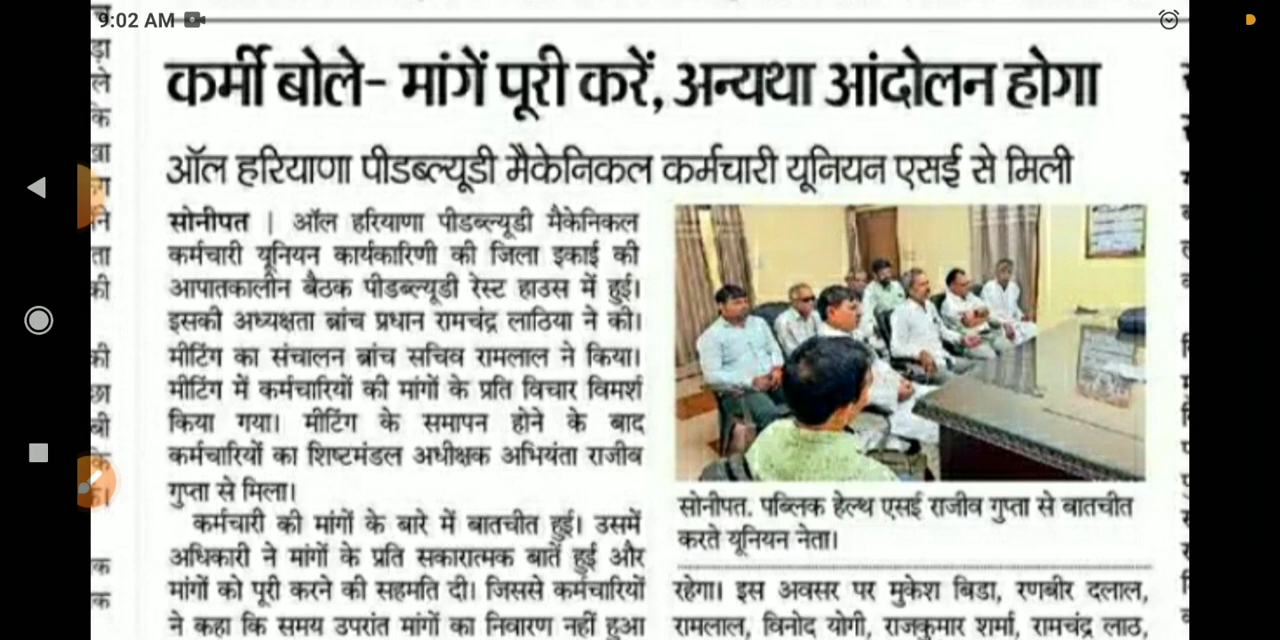 9:02 AM
कर्मी बोले- मांगें पूरी करें, अन्यथा आंदोलन होगा
ऑल हरियाणा पीडब्ल्यूडी मैकेनिकल कर्मचारी यूनियन एसई से मिली
सोनीपत | ऑल हरियाणा पीडब्ल्यूडी मैकेनिकल
कर्मचारी यूनियन कार्यकारिणी की जिला इकाई की
आपातकालीन बैठक पीडब्ल्यूडी रेस्ट हाउस में हुई।
इसकी अध्यक्षता ब्रांच प्रधान रामचंद्र लाठिया ने की।
मीटिंग का संचालन ब्रांच सचिव रामलाल ने किया।
मीटिंग में कर्मचारियों की मांगों के प्रति विचार विमर्श
किया गया। मीटिंग के समापन होने के बाद
कर्मचारियों का शिष्टमंडल अधीक्षक अभियंता राजीव
गुप्ता से मिला।
कर्मचारी की मांगों के बारे में बातचीत हुई। उसमें
अधिकारी ने मांगों के प्रति सकारात्मक बातें हुई और
मांगों को पूरी करने की सहमति दी। जिससे कर्मचारियों
ने कहा कि समय उपरांत मांगों का निवारण नहीं हुआ
सोनीपत. पब्लिक हेल्थ एसई राजीव गुप्ता से बातचीत
करते यूनियन नेता।
रहेगा। इस अवसर पर मुकेश बिडा, रणबीर दलाल,
रामलाल, विनोद योगी, राजकुमार शर्मा, रामचंद्र लाठ,